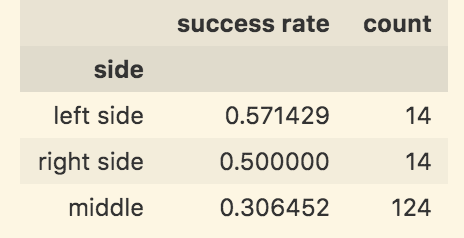 success rate count
side
left side 0.571429 14
right side 0.500000 14
middle 0.306452 124